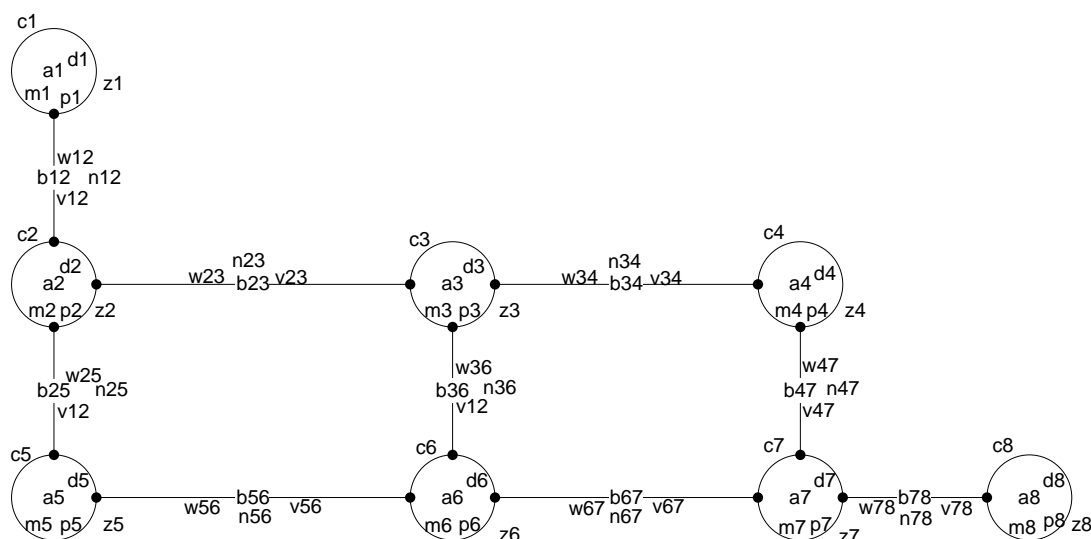 c1
a1 d1
m1 p1 z1
w12
b12 n12
v12
c2 c3 c4
n23 n34
a2 d2 w23 b23 v23 a3 d3 w34 b34 v34 a4 d4
m2 p2 z2 m3 p3 z3 m4 p4 z4
w25 w36 w47
b25 n25 b36 n36 b47 n47
v12 v12 v47
c5 c6 c7 c8
a5 d5 w56 b56 v56 a6 d6 w67 b67 v67 a7 d7 w78 b78 v78 a8 d8
n56 n67 n78
m5 p5 z5 m6 p6 z6 m7 p7 z7 m8 p8 z8